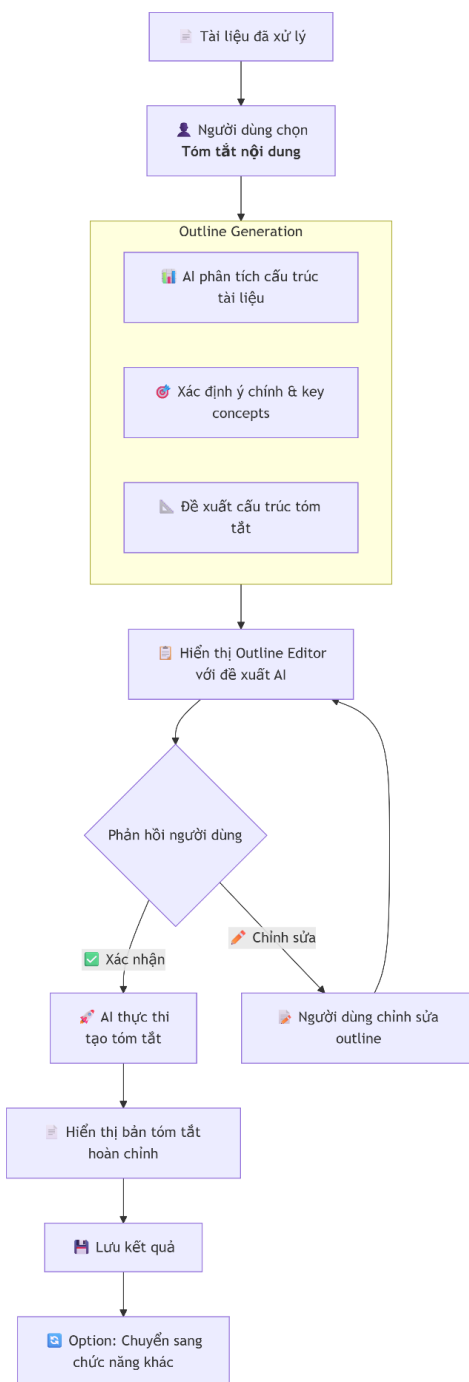 📄 Tài liệu đã xử lý
👤 Người dùng chọn
Tóm tắt nội dung
Outline Generation
📊 AI phân tích cấu trúc
tài liệu
🎯 Xác định ý chính & key
concepts
📐 Đề xuất cấu trúc tóm
tắt
📋 Hiển thị Outline Editor
với đề xuất AI
Phản hồi người dùng
✅ Xác nhận
✏️ Chỉnh sửa
🚀 AI thực thi
tạo tóm tắt
📝 Người dùng chỉnh sửa
outline
📄 Hiển thị bản tóm tắt
hoàn chỉnh
💾 Lưu kết quả
🔄 Option: Chuyển sang
chức năng khác